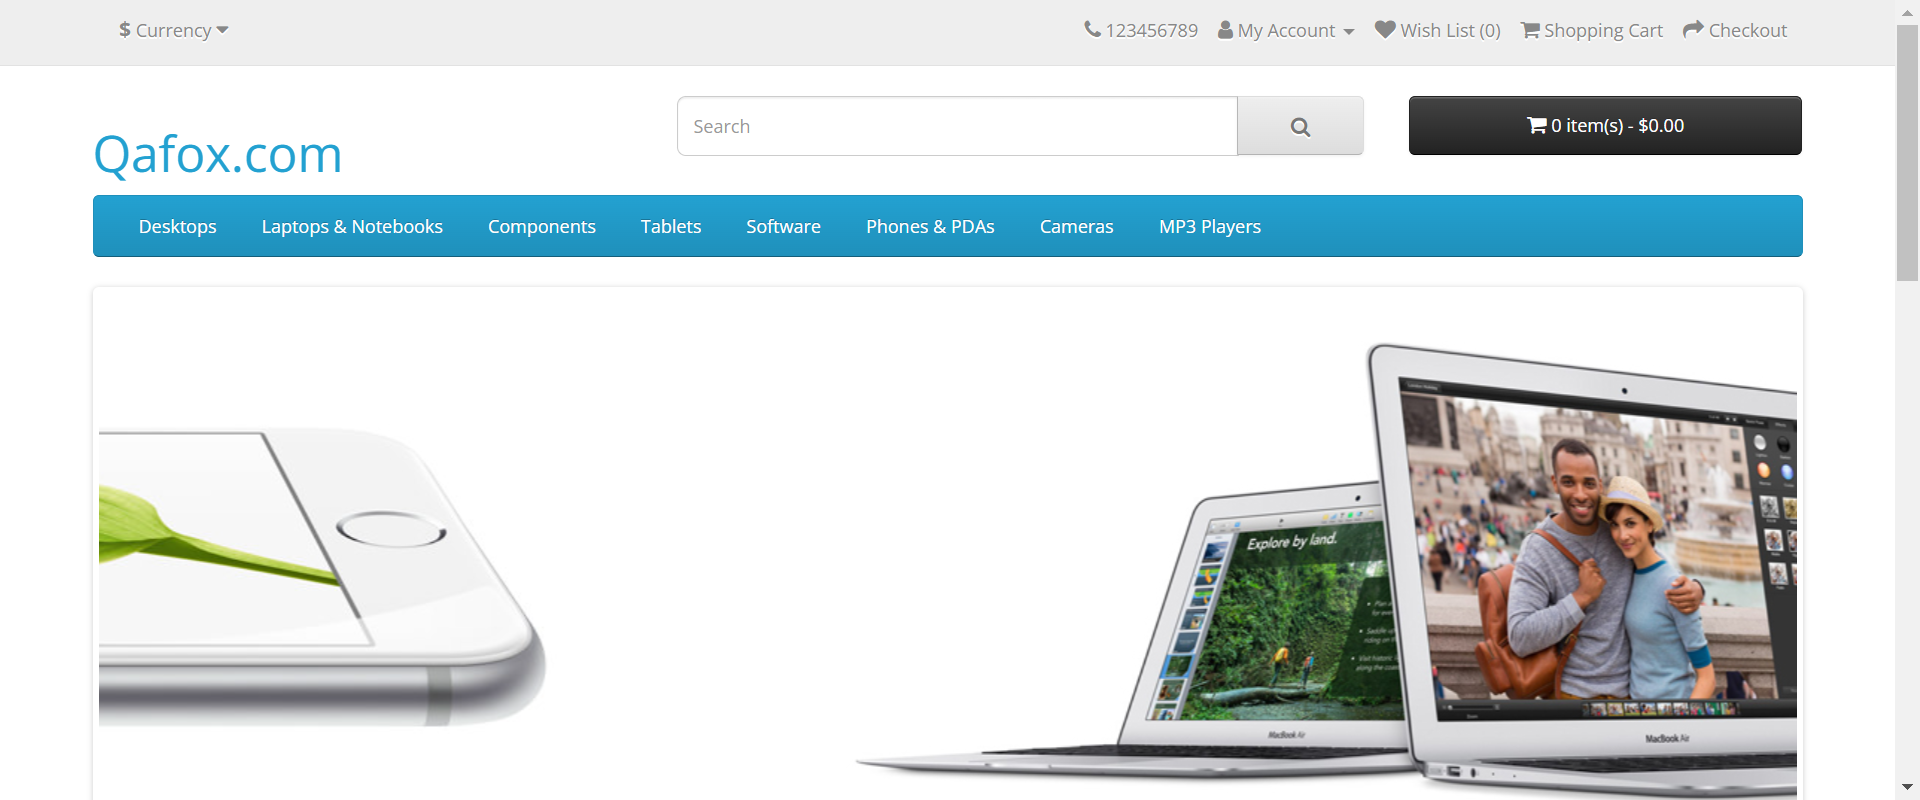 $ Currency
123456789 My Account Wish List (0) Shopping Cart Checkout
Search
0 item(s) - $0.00
Qafox.com
Desktops Laptops & Notebooks Components Tablets Software Phones & PDAs Cameras MP3 Players
Explore by land.
MacBook Air
MacBook Air